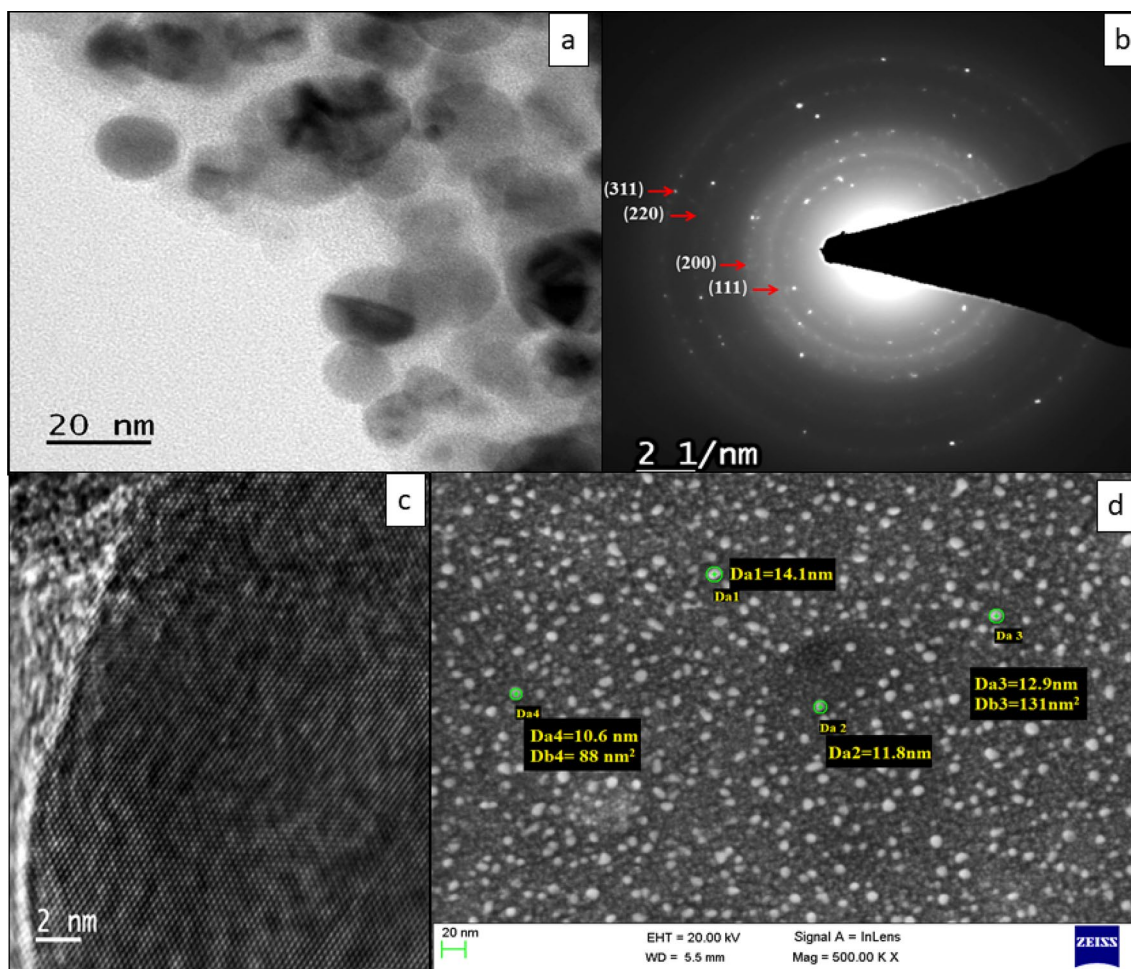 a
20 nm
b
(311)
(220)
(200)
(111)
2 1/nm
c
2 nm
d
Da1=14.1nm
Da1
Da 3
Da3=12.9nm
Db3=131nm²
Da4
Da4=10.6 nm
Db4= 88 nm²
Da 2
Da2=11.8nm
20 nm
EHT = 20.00 kV
Signal A = InLens
WD = 5.5 mm
Mag = 500.00 K X
ZEISS